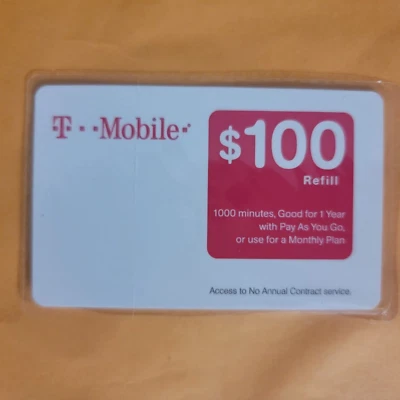 T··Mobile·
$100
Refill
1000 minutes, Good for 1 Year
with Pay As You Go,
or use for a Monthly Plan
Access to No Annual Contract service.